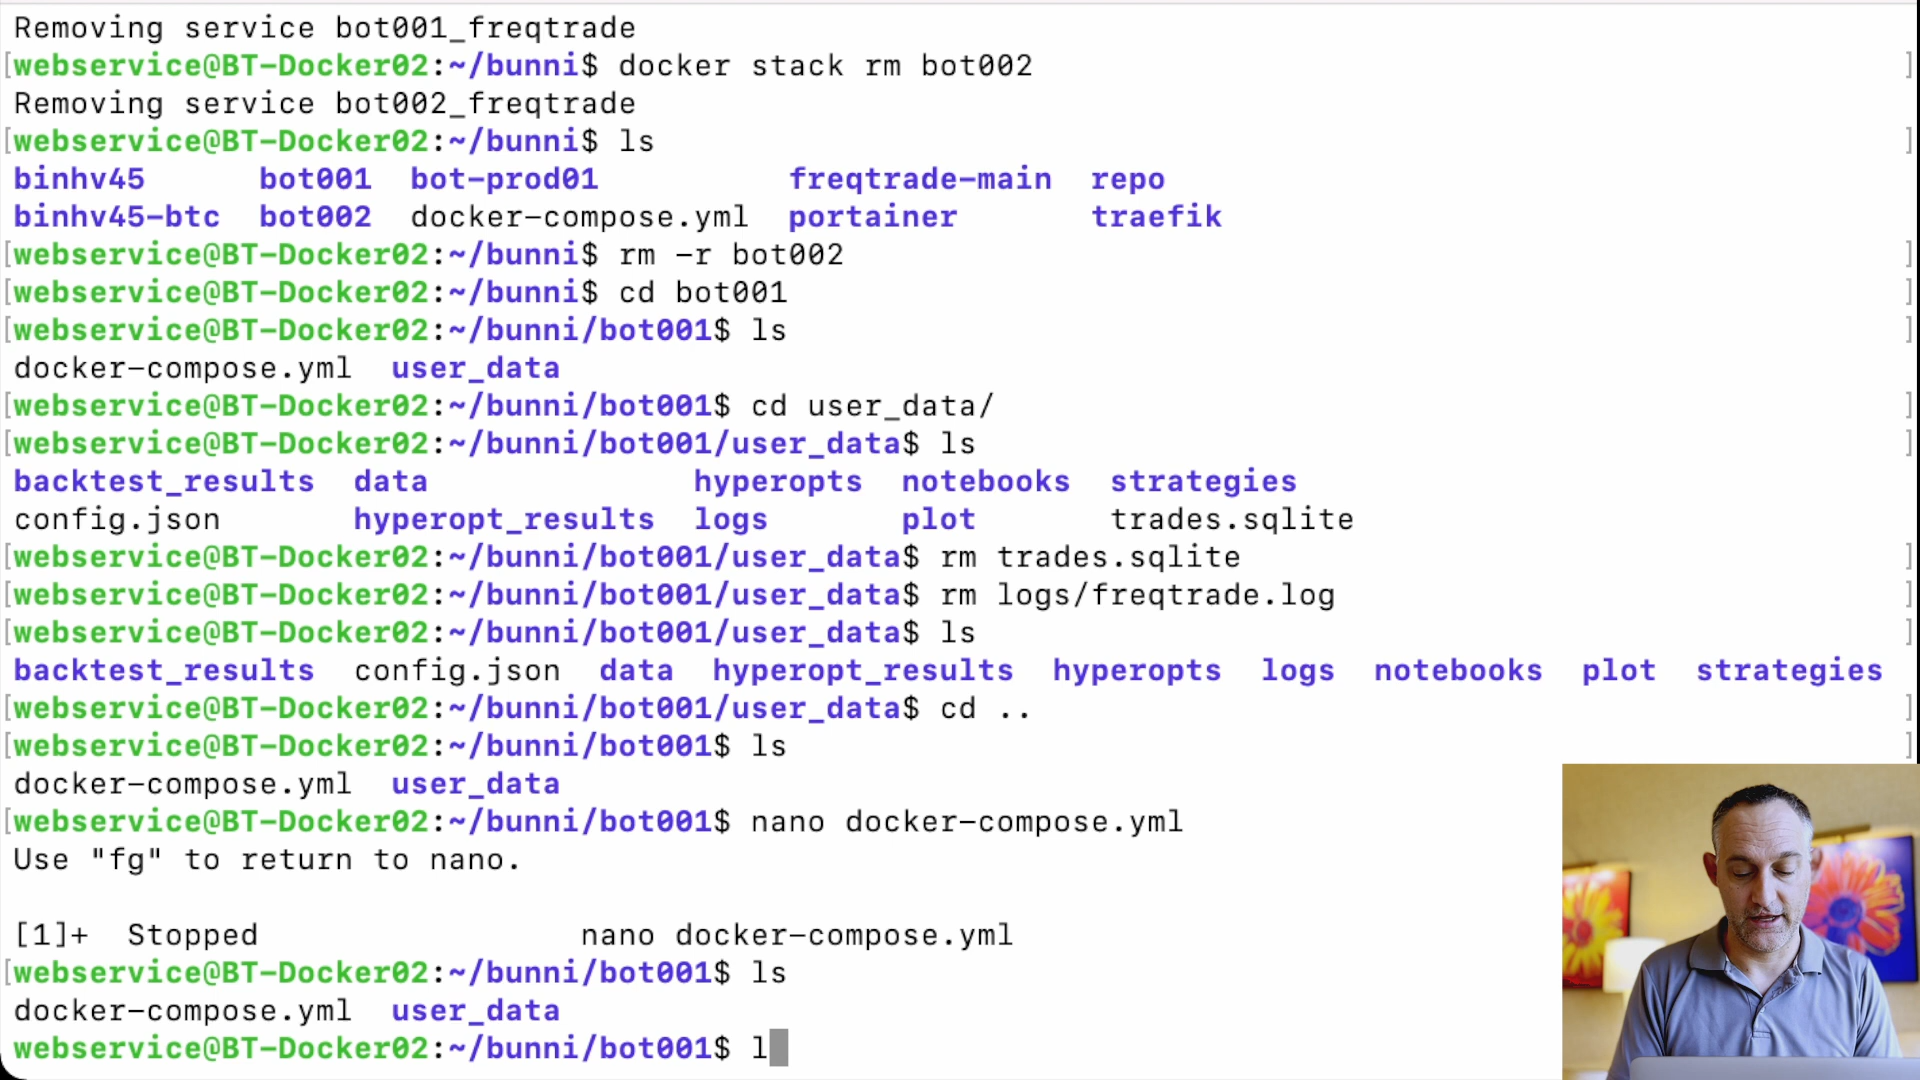 Removing service bot001_freqtrade
[webservice@BT-Docker02:~/bunni$ docker stack rm bot002 ]
Removing service bot002_freqtrade
[webservice@BT-Docker02:~/bunni$ ls ]
binhv45 bot001 bot-prod01 freqtrade-main repo
binhv45-btc bot002 docker-compose.yml portainer traefik
[webservice@BT-Docker02:~/bunni$ rm -r bot002 ]
[webservice@BT-Docker02:~/bunni$ cd bot001 ]
[webservice@BT-Docker02:~/bunni/bot001$ ls ]
docker-compose.yml user_data
[webservice@BT-Docker02:~/bunni/bot001$ cd user_data/ ]
[webservice@BT-Docker02:~/bunni/bot001/user_data$ ls ]
backtest_results data hyperopts notebooks strategies
config.json hyperopt_results logs plot trades.sqlite
[webservice@BT-Docker02:~/bunni/bot001/user_data$ rm trades.sqlite ]
[webservice@BT-Docker02:~/bunni/bot001/user_data$ rm logs/freqtrade.log ]
[webservice@BT-Docker02:~/bunni/bot001/user_data$ ls ]
backtest_results config.json data hyperopt_results hyperopts logs notebooks plot strategies
[webservice@BT-Docker02:~/bunni/bot001/user_data$ cd .. ]
[webservice@BT-Docker02:~/bunni/bot001$ ls ]
docker-compose.yml user_data
[webservice@BT-Docker02:~/bunni/bot001$ nano docker-compose.yml
Use "fg" to return to nano.
[1]+ Stopped nano docker-compose.yml
[webservice@BT-Docker02:~/bunni/bot001$ ls
docker-compose.yml user_data
webservice@BT-Docker02:~/bunni/bot001$ l